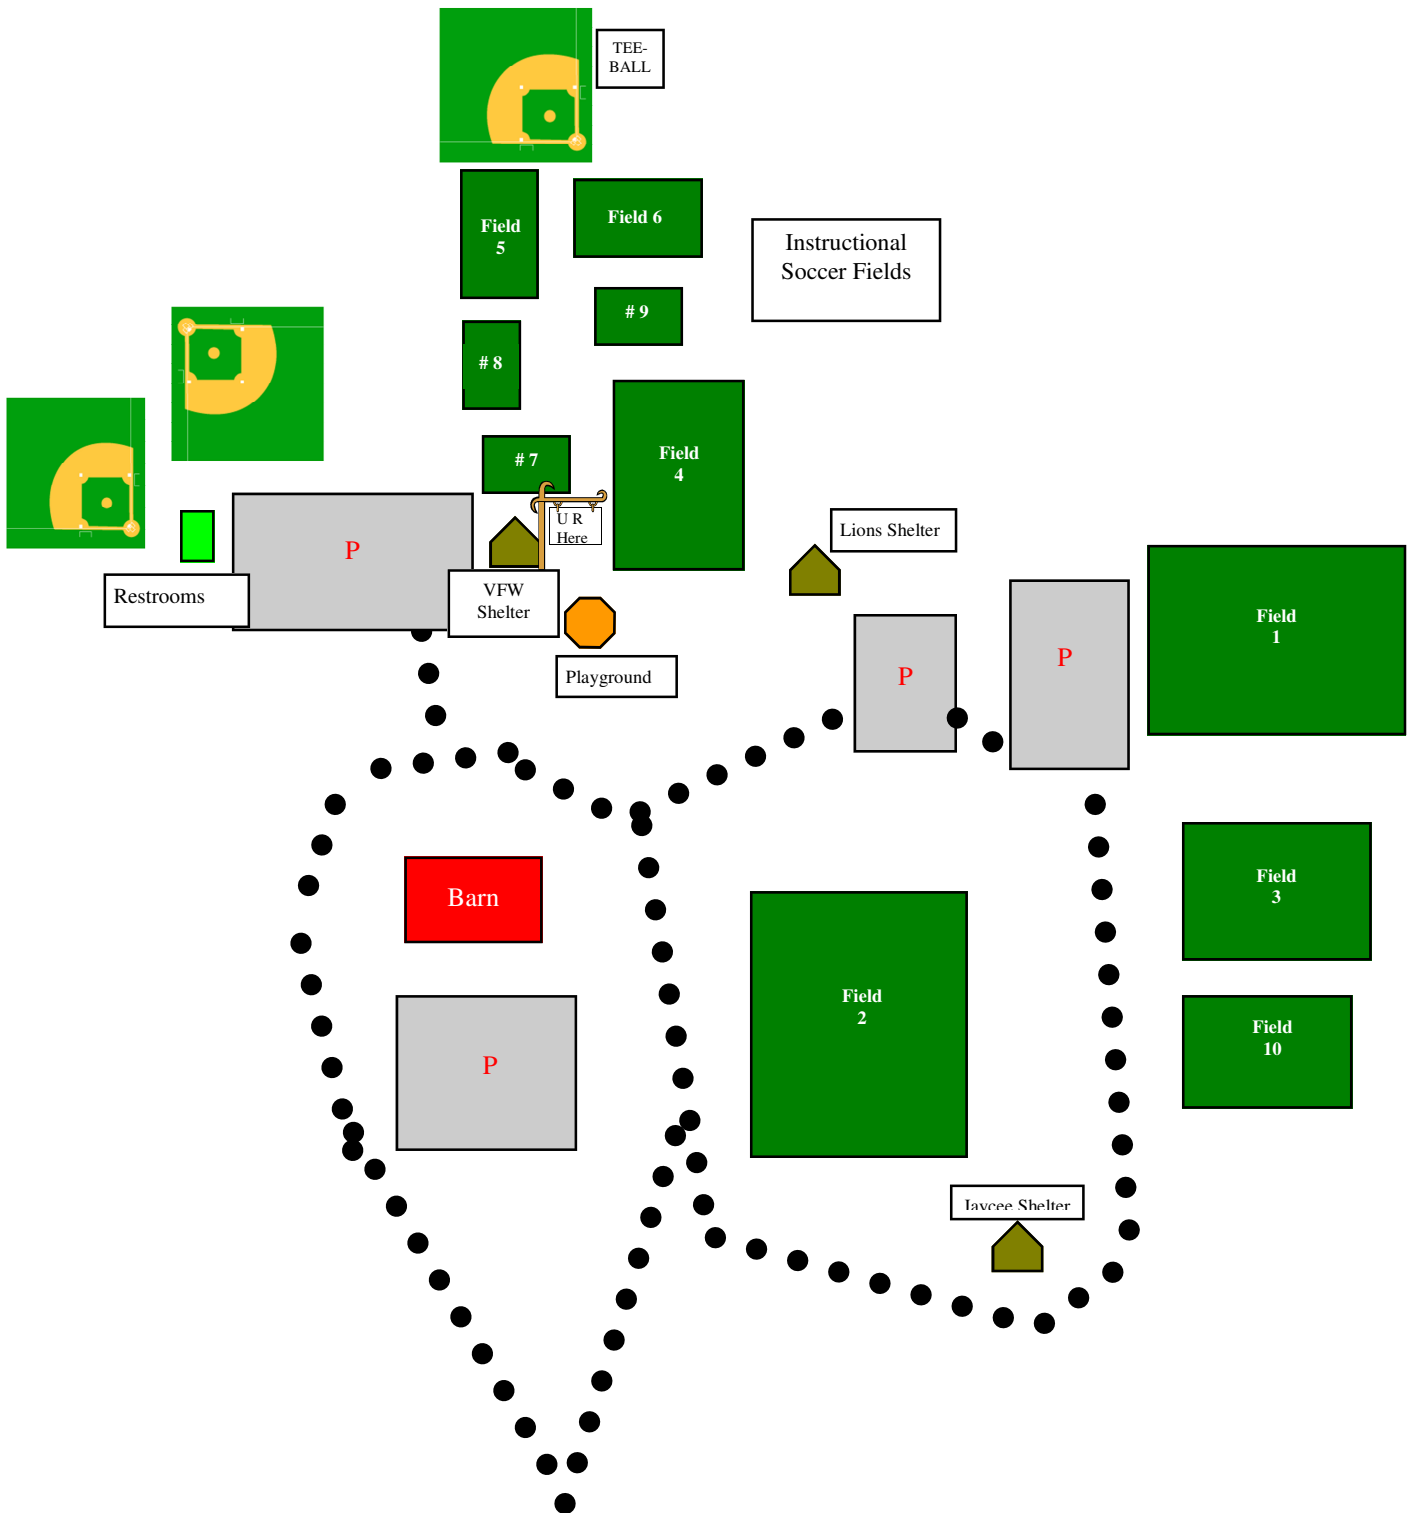 TEE-
BALL
Field
5
Field 6
Instructional
Soccer Fields
# 9
# 8
Field
4
# 7
U R
Here
P
Restrooms
VFW
Shelter
Playground
Lions Shelter
P
P
Field
1
Barn
P
Field
2
Field
3
Field
10
Jaycee Shelter